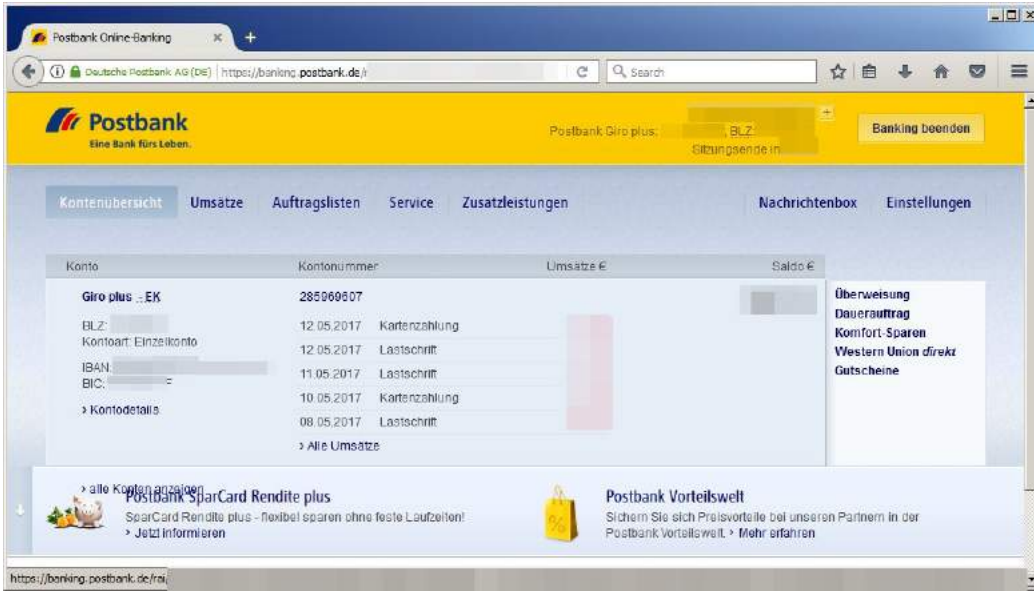 Postbank Online-Banking
Deutsche Postbank AG (DE) https://banking.postbank.de/r Search
Postbank
Eine Bank fürs Leben.
Postbank Giro plus: , BLZ:
Sitzungsende in
Banking beenden
Kontenübersicht Umsätze Auftragslisten Service Zusatzleistungen Nachrichtenbox Einstellungen
Konto Kontonummer Umsätze € Saldo €
Giro plus - EK 285969607
BLZ:
Kontoart: Einzelkonto
IBAN:
BIC:
› Kontodetails
12.05.2017 Kartenzahlung
12.05.2017 Lastschrift
11.05.2017 Lastschrift
10.05.2017 Kartenzahlung
08.05.2017 Lastschrift
› Alle Umsätze
Überweisung
Dauerauftrag
Komfort-Sparen
Western Union direkt
Gutscheine
› alle Konten anzeigen
Postbank SparCard Rendite plus
SparCard Rendite plus - flexibel sparen ohne feste Laufzeiten!
› Jetzt informieren
%
Postbank Vorteilswelt
Sichern Sie sich Preisvorteile bei unseren Partnern in der
Postbank Vorteilswelt. › Mehr erfahren
https://banking.postbank.de/rai